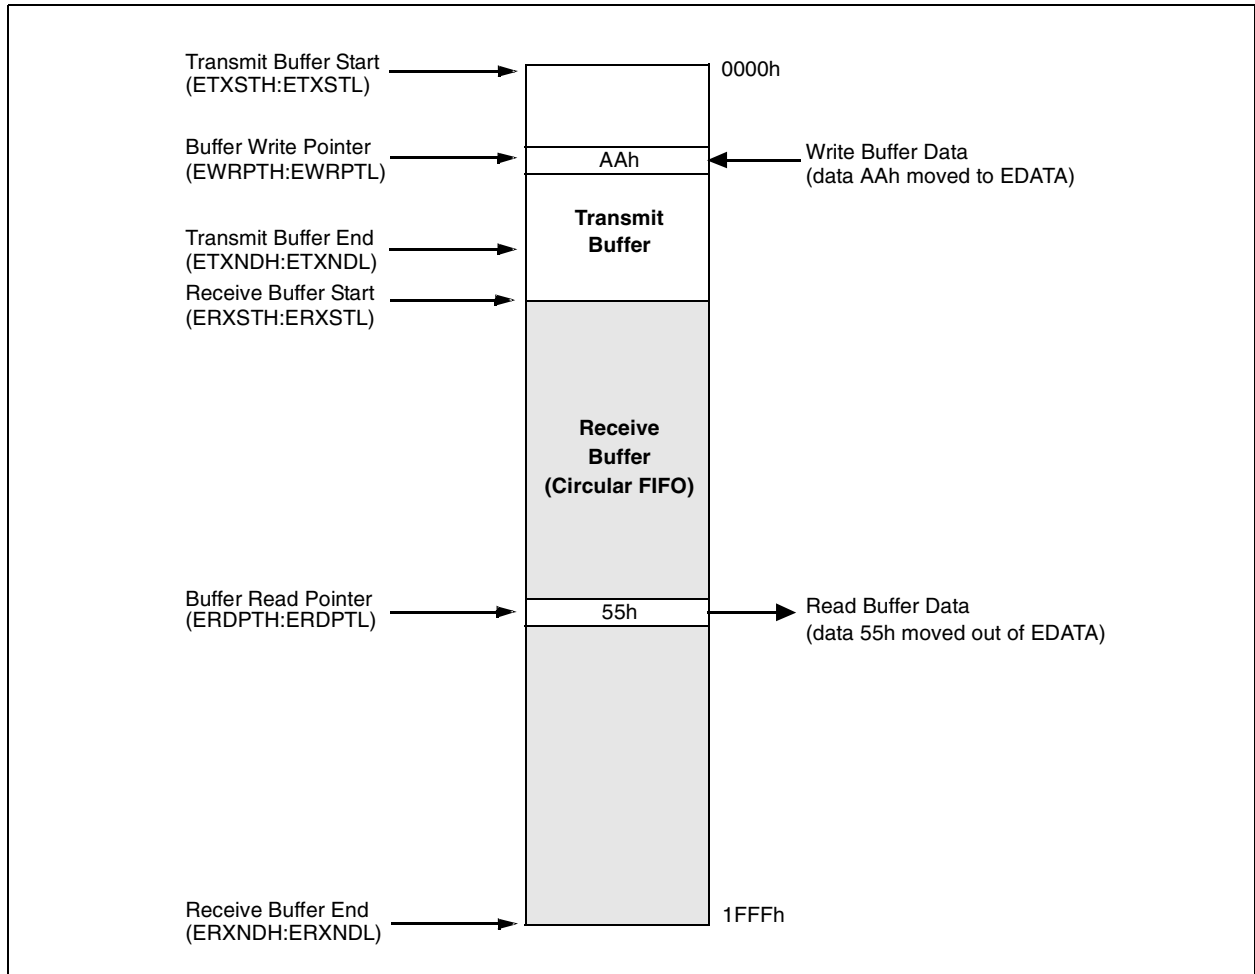 Transmit Buffer Start
(ETXSTH:ETXSTL)
0000h
Buffer Write Pointer
(EWRPTH:EWRPTL)
AAh
Write Buffer Data
(data AAh moved to EDATA)
Transmit
Buffer
Transmit Buffer End
(ETXNDH:ETXNDL)
Receive Buffer Start
(ERXSTH:ERXSTL)
Receive
Buffer
(Circular FIFO)
Buffer Read Pointer
(ERDPTH:ERDPTL)
55h
Read Buffer Data
(data 55h moved out of EDATA)
Receive Buffer End
(ERXNDH:ERXNDL)
1FFFh